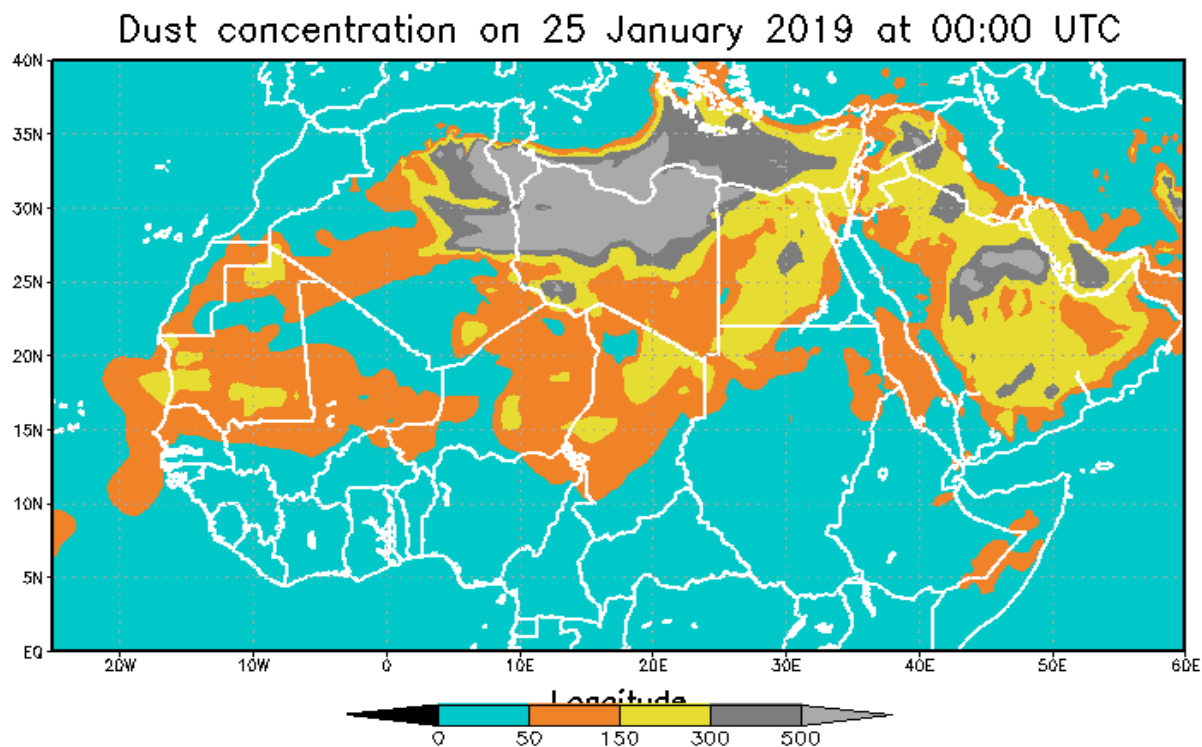 Dust concentration on 25 January 2019 at 00:00 UTC
40N
35N
30N
25N
20N
15N
10N
5N
EQ
20W 10W 0 10E 20E 30E 40E 50E 60E
Longitude
0 50 150 300 500